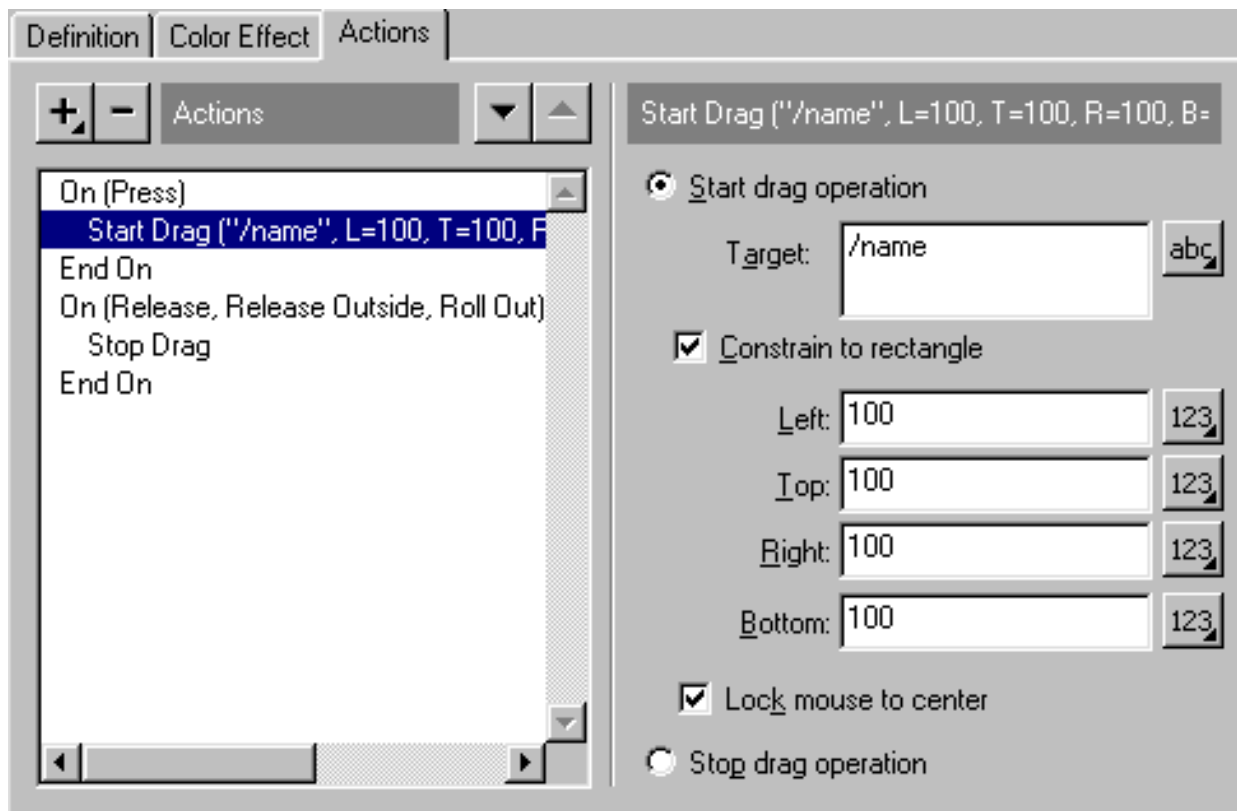 Definition Color Effect Actions
Actions
On (Press)
Start Drag ("/name", L=100, T=100, R
End On
On (Release, Release Outside, Roll Out)
Stop Drag
End On
Start Drag ("/name", L=100, T=100, R=100, B=
Start drag operation
Target: /name abc
Constrain to rectangle
Left: 100 123
Top: 100 123
Right: 100 123
Bottom: 100 123
Lock mouse to center
Stop drag operation